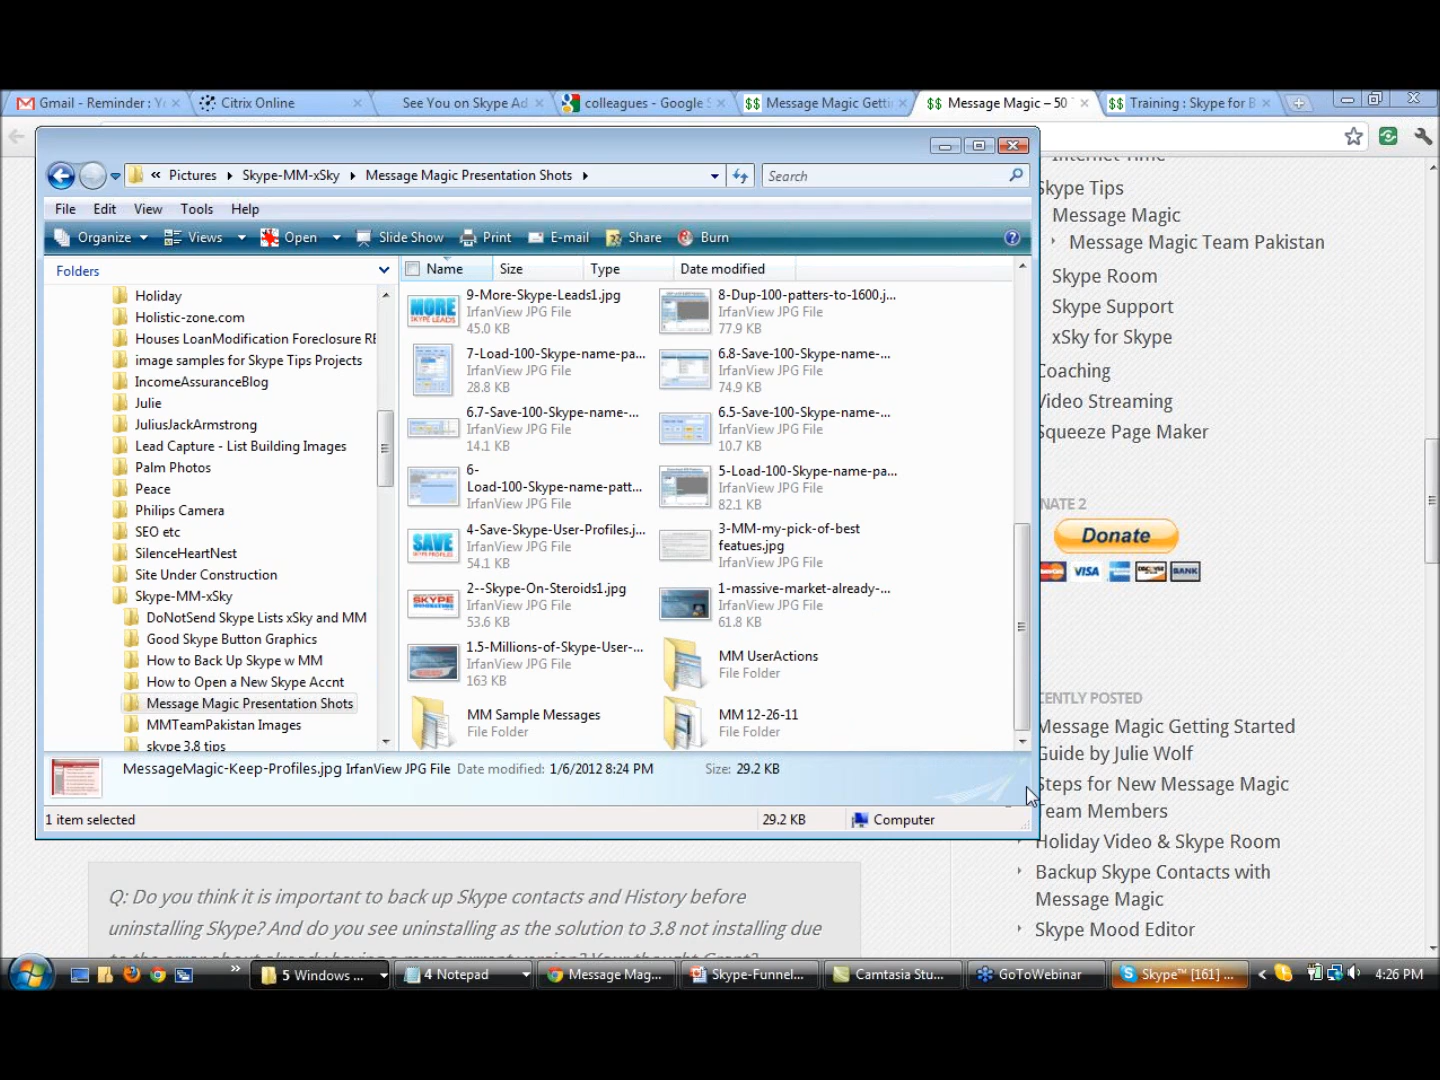 Gmail - Reminder : Y
Citrix Online
See You on Skype Ad
colleagues - Google S
$$ Message Magic Getti
$$ Message Magic – 50
$$ Training : Skype for B
« Pictures Skype-MM-xSky Message Magic Presentation Shots
Search
File Edit View Tools Help
Organize Views Open Slide Show Print E-mail Share Burn
Folders
Name Size Type Date modified
Holiday
Holistic-zone.com
Houses LoanModification Foreclosure RE
image samples for Skype Tips Projects
IncomeAssuranceBlog
Julie
JuliusJackArmstrong
Lead Capture - List Building Images
Palm Photos
Peace
Philips Camera
SEO etc
SilenceHeartNest
Site Under Construction
Skype-MM-xSky
DoNotSend Skype Lists xSky and MM
Good Skype Button Graphics
How to Back Up Skype w MM
How to Open a New Skype Accnt
Message Magic Presentation Shots
MMTeamPakistan Images
skype 3.8 tips
MORE
SKYPE LEADS
9-More-Skype-Leads1.jpg
IrfanView JPG File
45.0 KB
8-Dup-100-patters-to-1600.j...
IrfanView JPG File
77.9 KB
7-Load-100-Skype-name-pa...
IrfanView JPG File
28.8 KB
6.8-Save-100-Skype-name-...
IrfanView JPG File
74.9 KB
6.7-Save-100-Skype-name-...
IrfanView JPG File
14.1 KB
6.5-Save-100-Skype-name-...
IrfanView JPG File
10.7 KB
6-
Load-100-Skype-name-patt...
IrfanView JPG File
5-Load-100-Skype-name-pa...
IrfanView JPG File
82.1 KB
SAVE
4-Save-Skype-User-Profiles.j...
IrfanView JPG File
54.1 KB
3-MM-my-pick-of-best
featues.jpg
IrfanView JPG File
SKYPE
2--Skype-On-Steroids1.jpg
IrfanView JPG File
53.6 KB
1-massive-market-already-...
IrfanView JPG File
61.8 KB
1.5-Millions-of-Skype-User-...
IrfanView JPG File
163 KB
MM UserActions
File Folder
MM Sample Messages
File Folder
MM 12-26-11
File Folder
MessageMagic-Keep-Profiles.jpg IrfanView JPG File Date modified: 1/6/2012 8:24 PM Size: 29.2 KB
1 item selected
29.2 KB
Computer
Internet Time
Skype Tips
Message Magic
Message Magic Team Pakistan
Skype Room
Skype Support
xSky for Skype
Coaching
Video Streaming
Squeeze Page Maker
NATE 2
Donate
VISA
DISCOVER
BANK
CENTLY POSTED
Message Magic Getting Started
Guide by Julie Wolf
Steps for New Message Magic
Team Members
Holiday Video & Skype Room
Backup Skype Contacts with
Message Magic
Skype Mood Editor
Q: Do you think it is important to back up Skype contacts and History before
uninstalling Skype? And do you see uninstalling as the solution to 3.8 not installing due
5 Windows ...
4 Notepad
Message Mag...
Skype-Funnel...
Camtasia Stu...
GoToWebinar
Skype™ [161] ...
4:26 PM